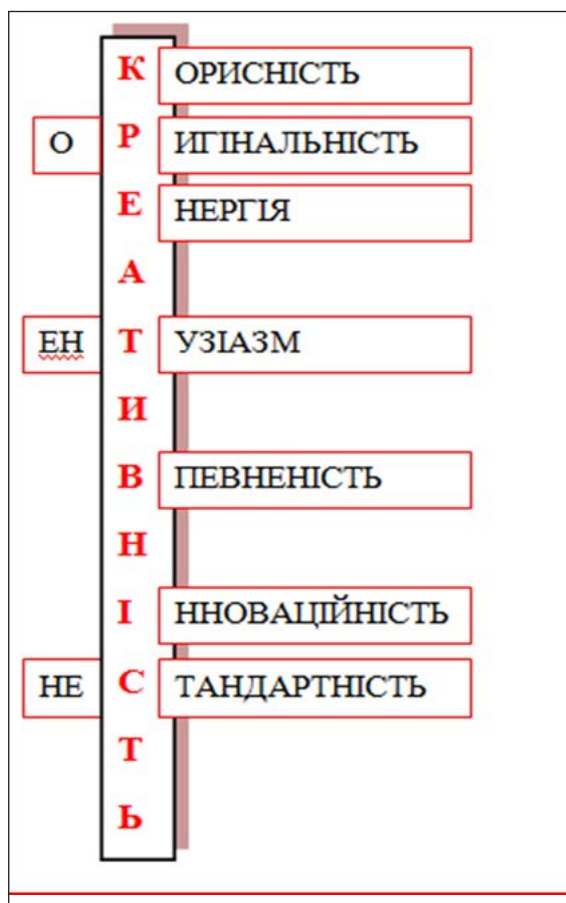 К ОРИСНІСТЬ
О Р ИГІНАЛЬНІСТЬ
Е НЕРГІЯ
А
ЕН Т УЗІАЗМ
И
В ПЕВНЕНІСТЬ
Н
І ННОВАЦІЙНІСТЬ
НЕ С ТАНДАРТНІСТЬ
Т
Ь